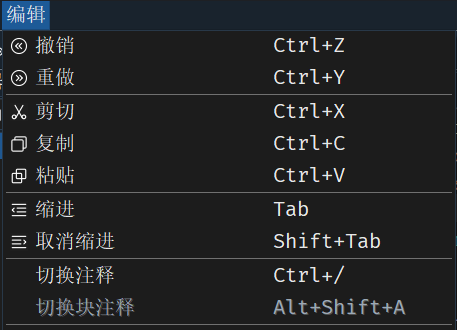 编辑
撤销 Ctrl+Z
重做 Ctrl+Y
剪切 Ctrl+X
复制 Ctrl+C
粘贴 Ctrl+V
缩进 Tab
取消缩进 Shift+Tab
切换注释 Ctrl+/
切换块注释 Alt+Shift+A